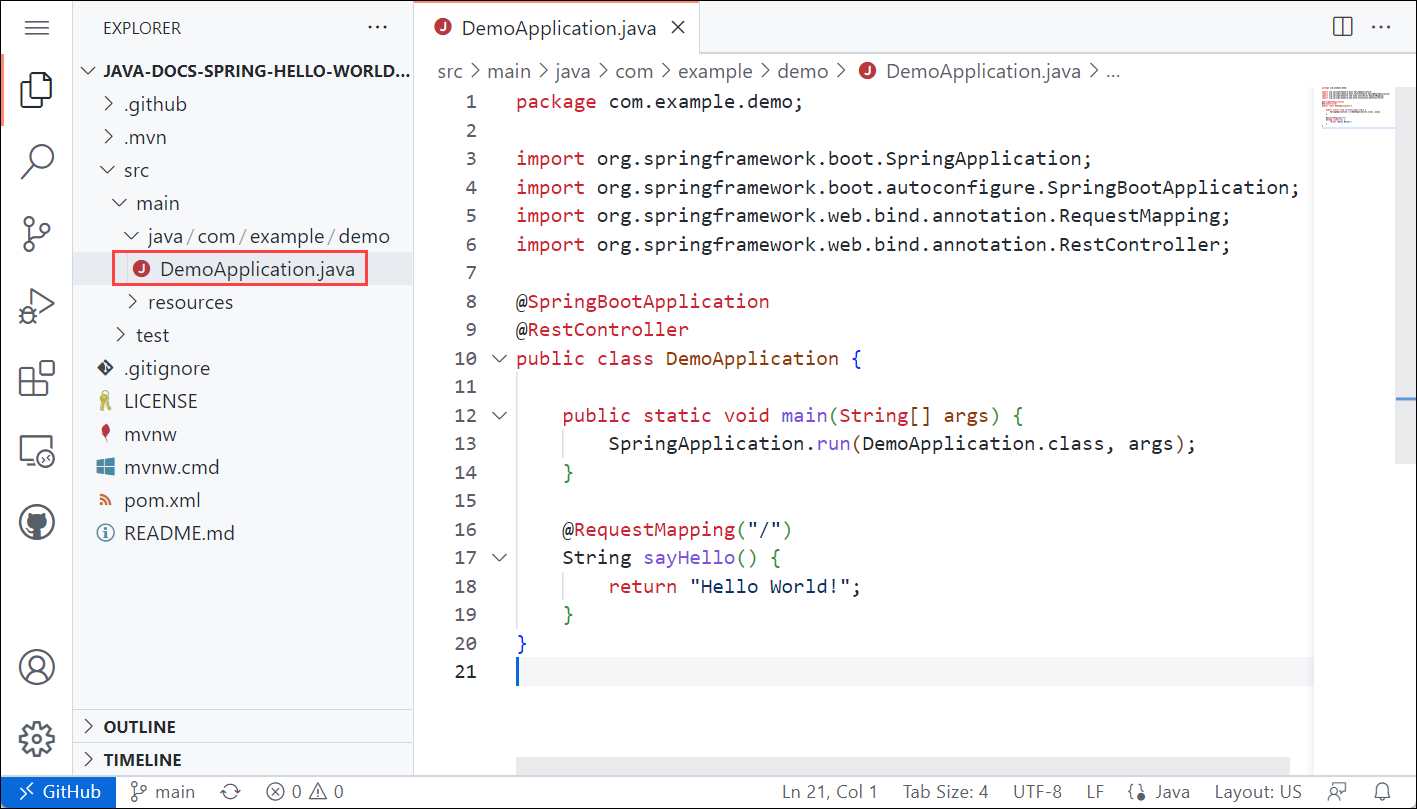 EXPLORER
JAVA-DOCS-SPRING-HELLO-WORLD...
.github
.mvn
src
main
java/com/example/demo
DemoApplication.java
resources
test
.gitignore
LICENSE
mvnw
mvnw.cmd
pom.xml
README.md
OUTLINE
TIMELINE
DemoApplication.java
src > main > java > com > example > demo > DemoApplication.java > ...
1 package com.example.demo;
2
3 import org.springframework.boot.SpringApplication;
4 import org.springframework.boot.autoconfigure.SpringBootApplication;
5 import org.springframework.web.bind.annotation.RequestMapping;
6 import org.springframework.web.bind.annotation.RestController;
7
8 @SpringBootApplication
9 @RestController
10 public class DemoApplication {
11
12 public static void main(String[] args) {
13 SpringApplication.run(DemoApplication.class, args);
14 }
15
16 @RequestMapping("/")
17 String sayHello() {
18 return "Hello World!";
19 }
20 }
21
GitHub main 0 0 Ln 21, Col 1 Tab Size: 4 UTF-8 LF {} Java Layout: US